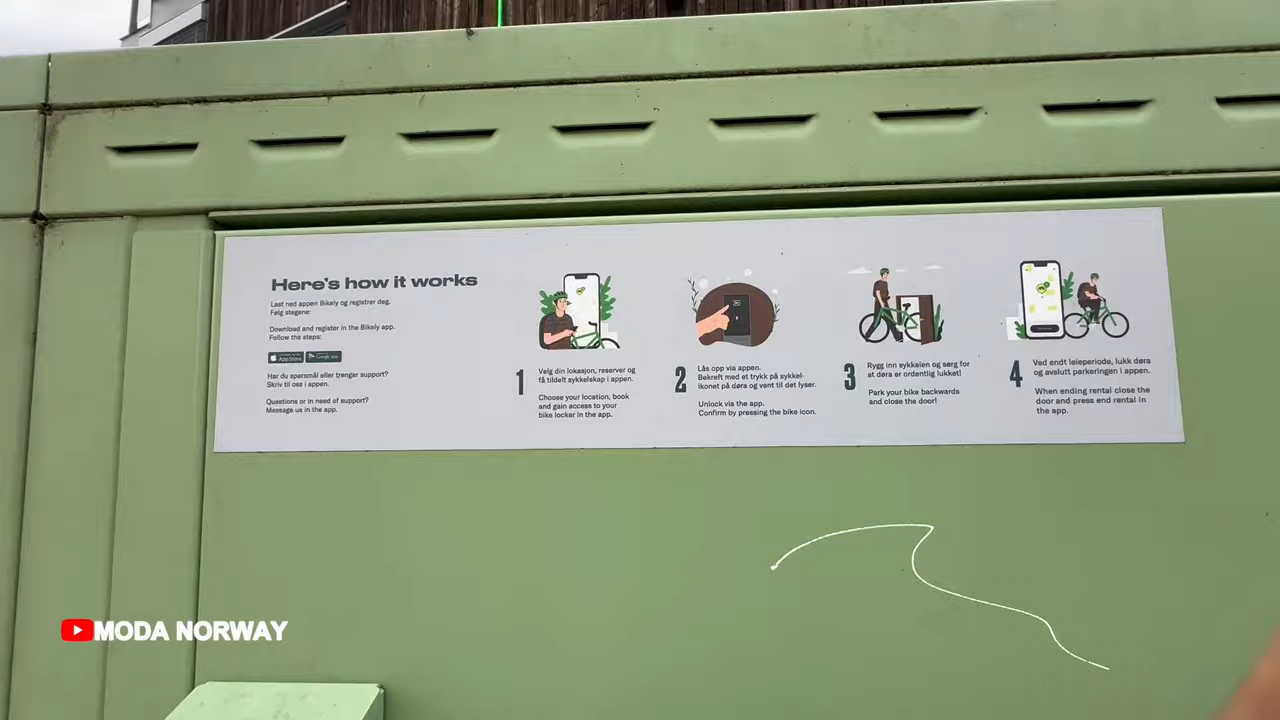 Here's how it works
Last ned appen Bikely og registrer deg.
Følg stegene:
Download and register in the Bikely app.
Follow the steps:
App Store
Google Play
Har du spørsmål eller trenger support?
Skriv til oss i appen.
Questions or in need of support?
Message us in the app.
1
Velg din lokasjon, reserver og
få tildelt sykkelskap i appen.
Choose your location, book
and gain access to your
bike locker in the app.
2
Lås opp via appen.
Bekreft med et trykk på sykkel-
ikonet på døra og vent til det lyser.
Unlock via the app.
Confirm by pressing the bike icon.
3
Rygg inn sykkelen og sørg for
at døra er ordentlig lukket!
Park your bike backwards
and close the door!
4
Ved endt leieperiode, lukk døra
og avslutt parkeringen i appen.
When ending rental close the
door and press end rental in
the app.
MODA NORWAY